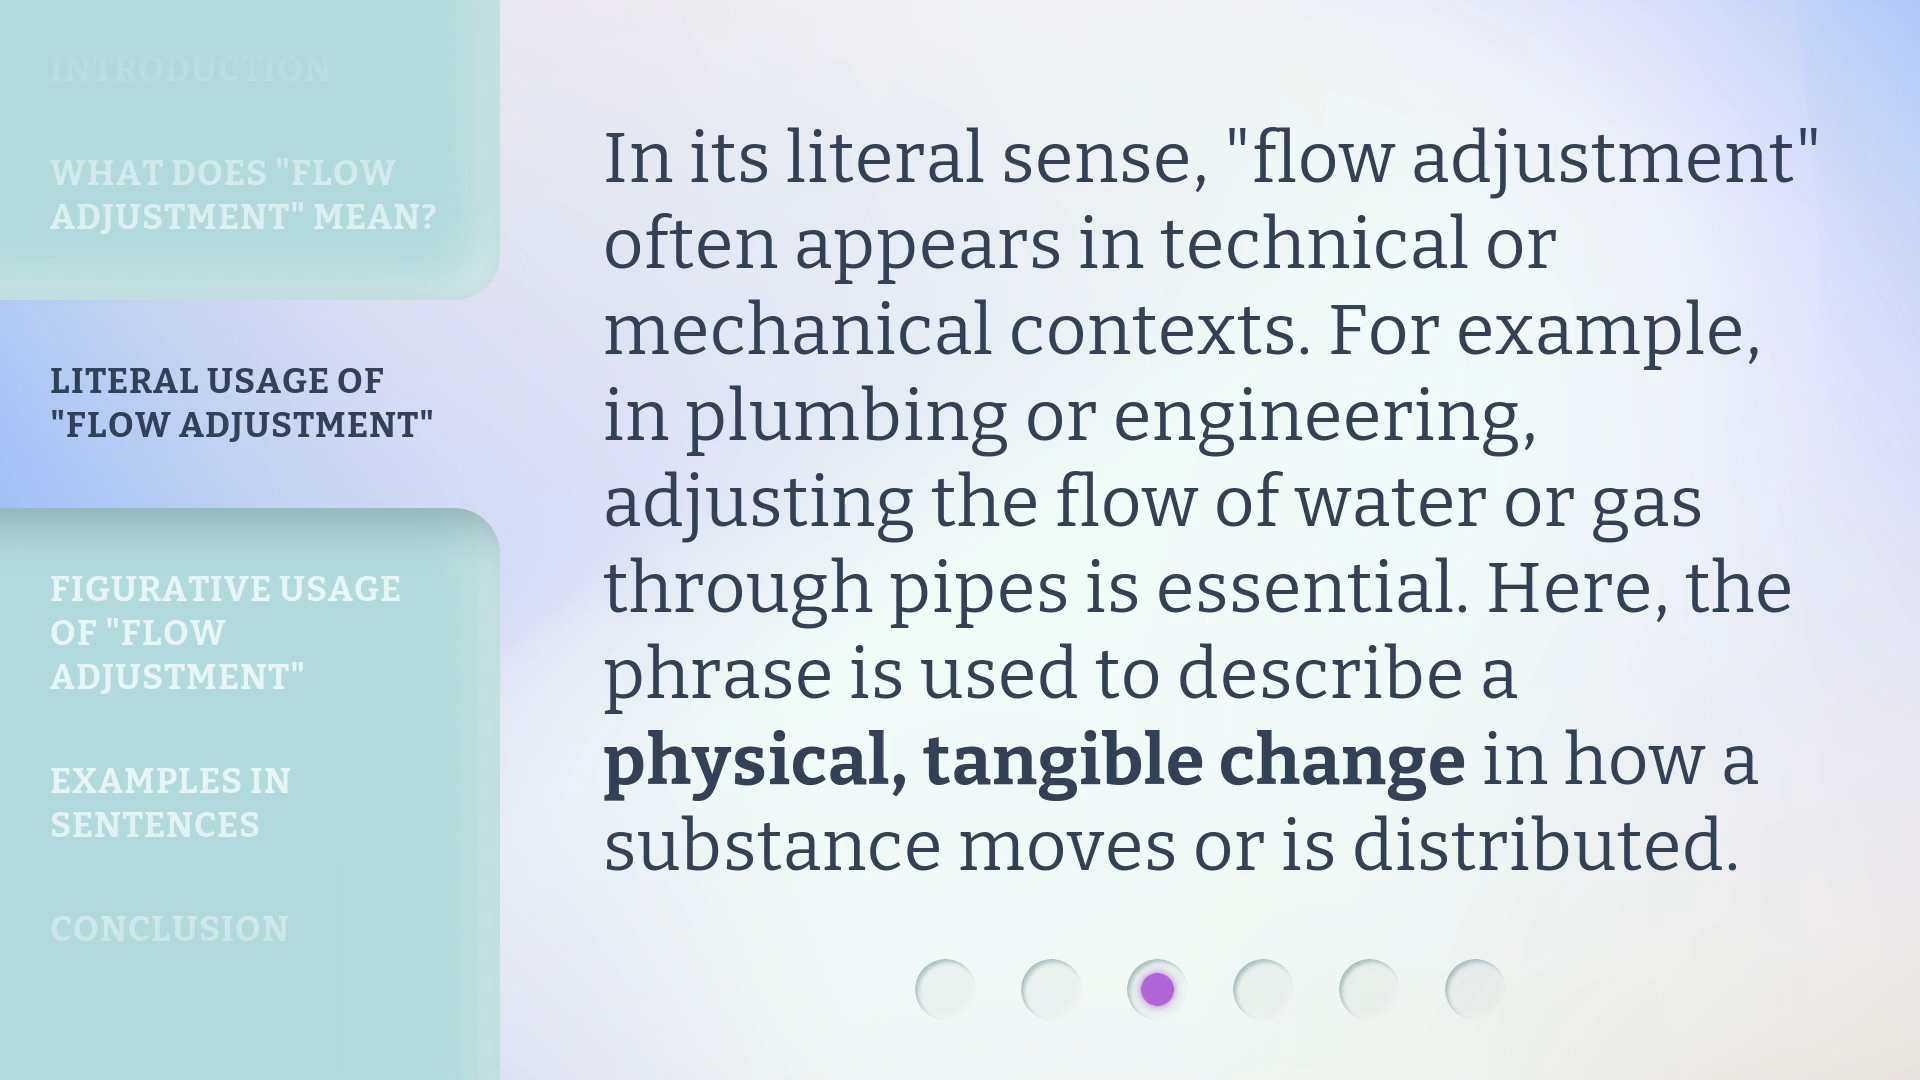 INTRODUCTION
WHAT DOES "FLOW
ADJUSTMENT" MEAN?
LITERAL USAGE OF
"FLOW ADJUSTMENT"
FIGURATIVE USAGE
OF "FLOW
ADJUSTMENT"
EXAMPLES IN
SENTENCES
CONCLUSION
In its literal sense, "flow adjustment"
often appears in technical or
mechanical contexts. For example,
in plumbing or engineering,
adjusting the flow of water or gas
through pipes is essential. Here, the
phrase is used to describe a
physical, tangible change in how a
substance moves or is distributed.